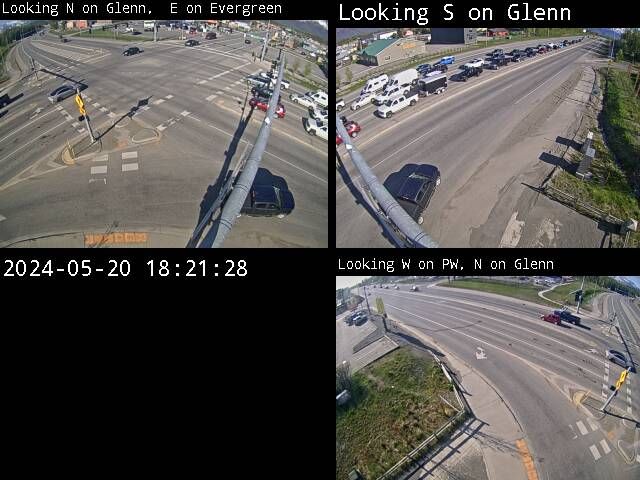 Looking N on Glenn,  E on Evergreen
Looking S on Glenn
2024-05-20 18:21:28
Looking W on PW, N on Glenn